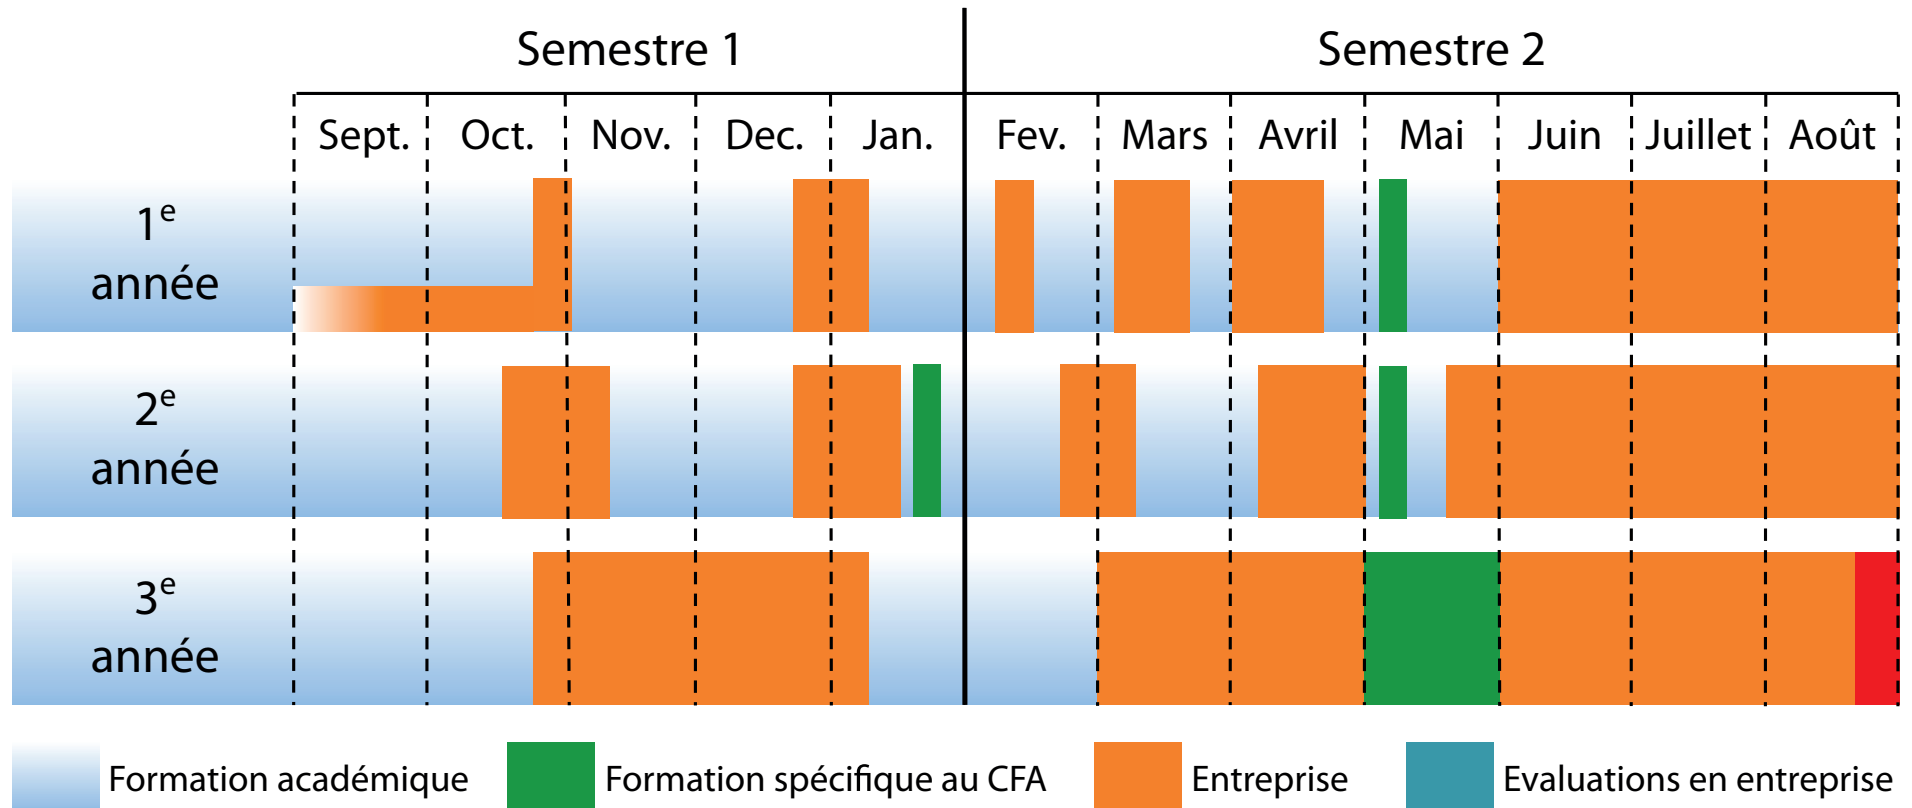 Semestre 1 Semestre 2
Sept. Oct. Nov. Dec. Jan. Fev. Mars Avril Mai Juin Juillet Août
1e
année
2e
année
3e
année
Formation académique Formation spécifique au CFA Entreprise Evaluations en entreprise